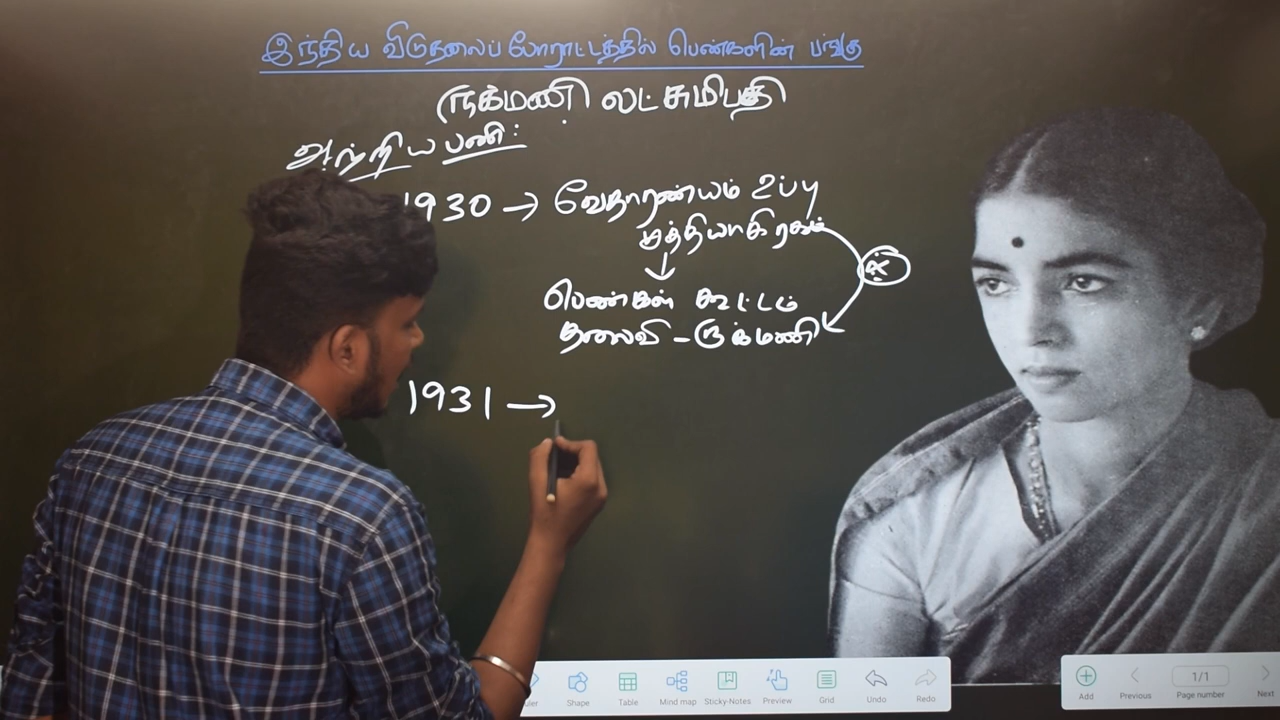 இந்திய விடுதலைப் போராட்டத்தில் பெண்களின் பங்கு
ருக்மணி லட்சுமிபதி
ஆற்றிய பணி:
1930 → வேதாரண்யம் உப்பு
சத்தியாகிரகம்
பெண்கள் கூட்டம்
தலைவி - ருக்மணி
1931 →
Shape
Table
Mind map
Sticky-Notes
Preview
Grid
Undo
Redo
Add
Previous
1/1
Page number
Next